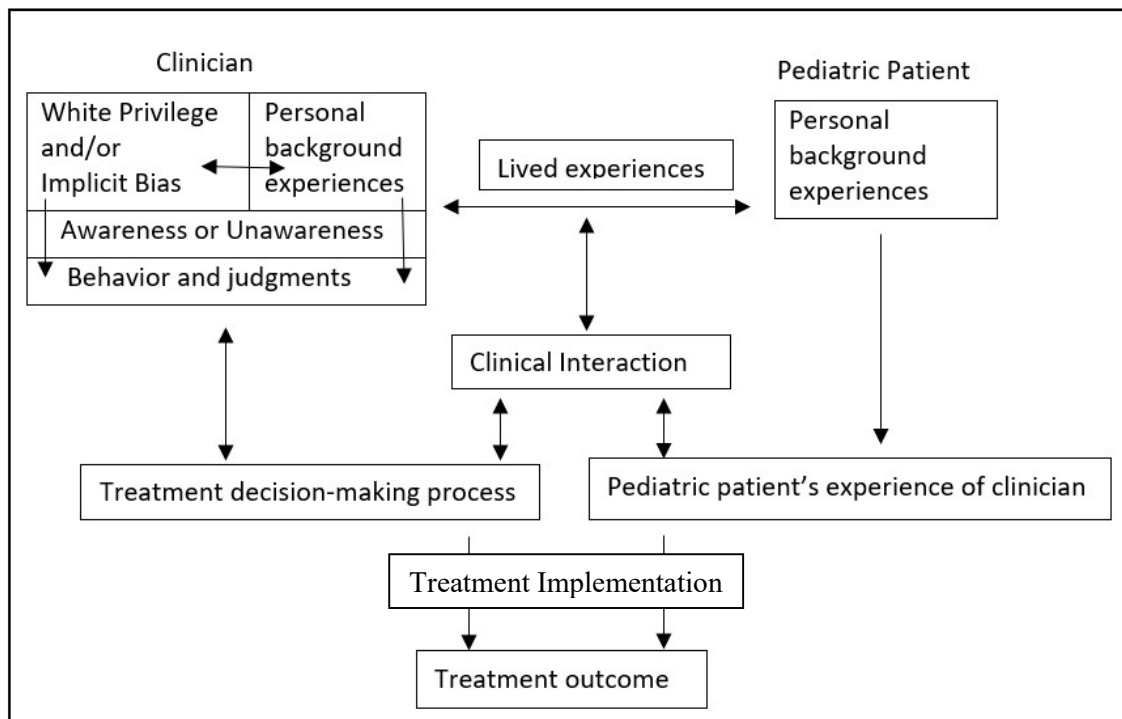 Clinician
Pediatric Patient
White Privilege
and/or
Implicit Bias
Personal
background
experiences
Awareness or Unawareness
Behavior and judgments
Lived experiences
Personal
background
experiences
Clinical Interaction
Treatment decision-making process
Pediatric patient’s experience of clinician
Treatment Implementation
Treatment outcome